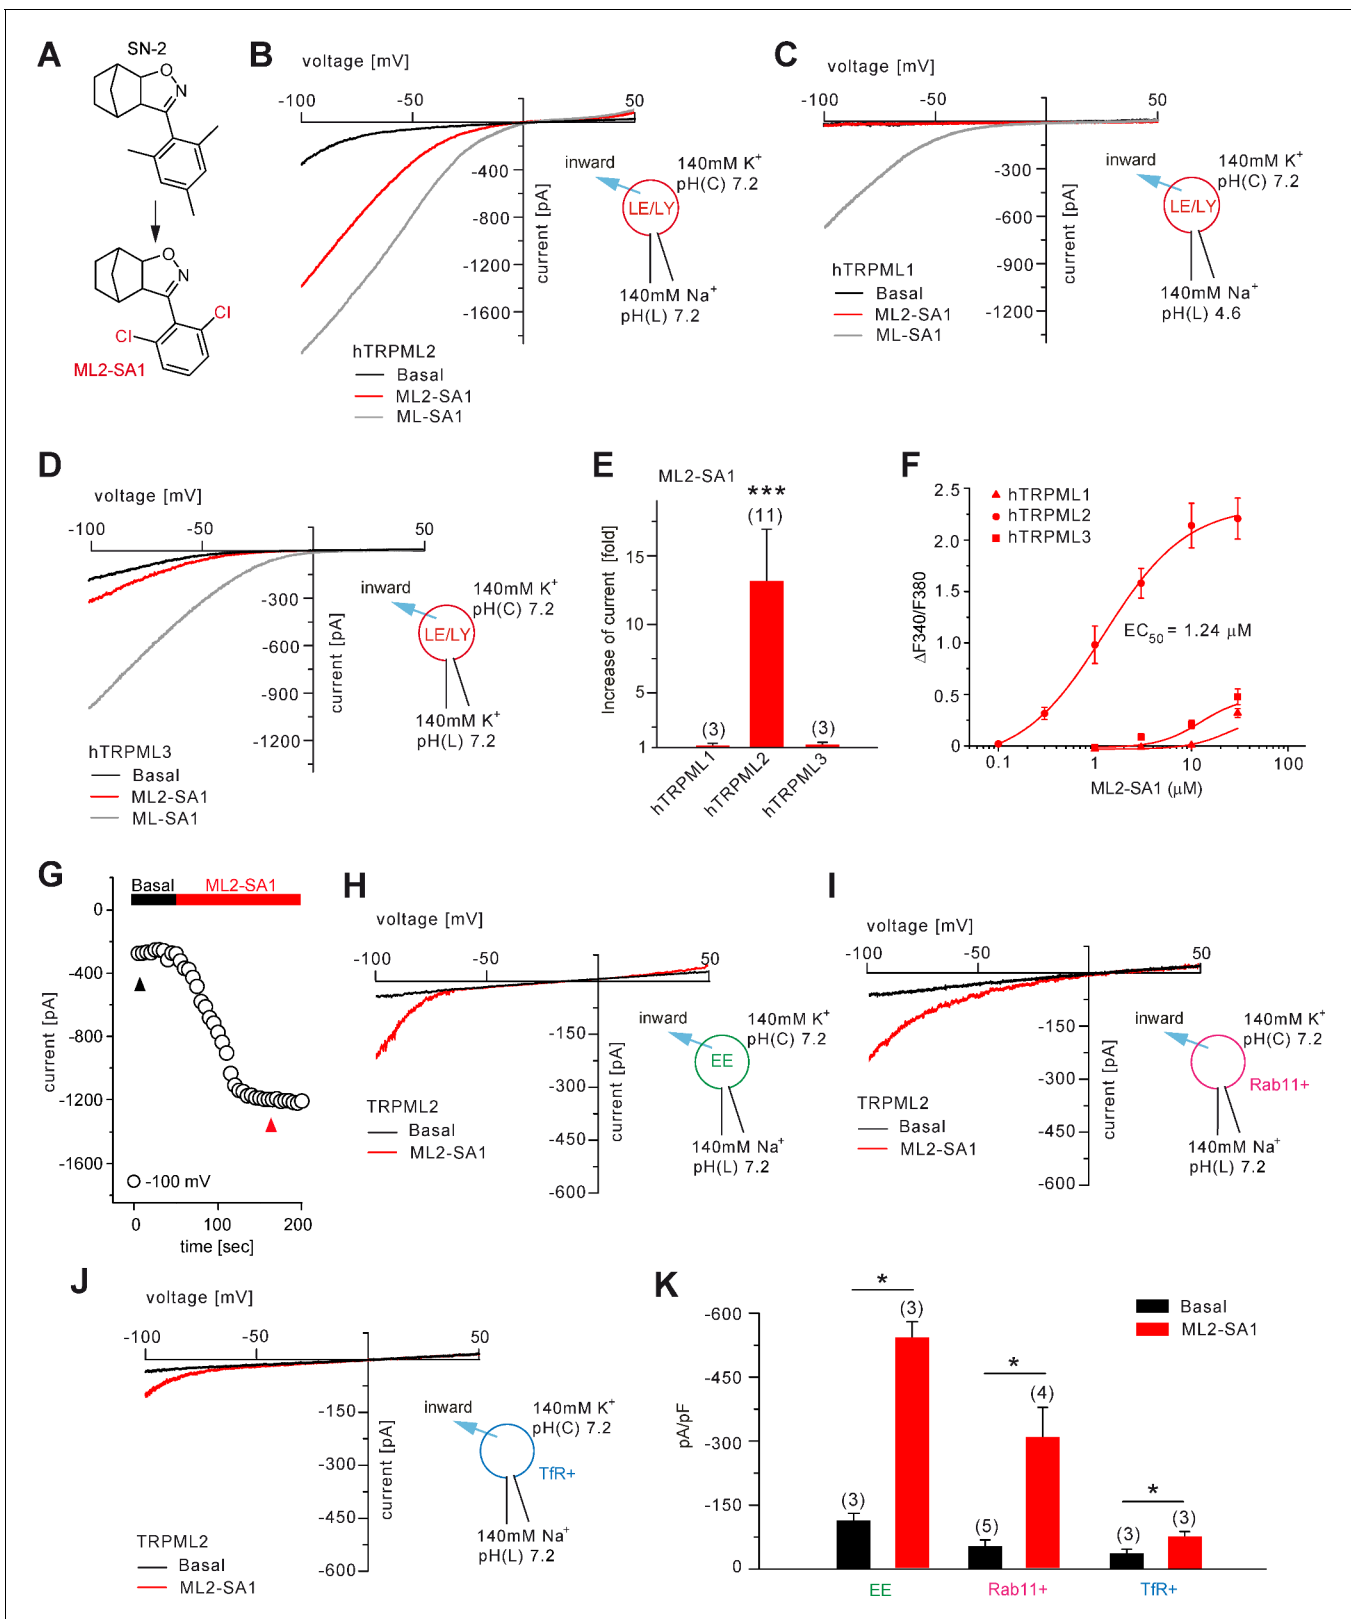 A
SN-2
O
N
O
N
Cl
Cl
ML2-SA1
B
voltage [mV]
-100
-50
50
-400
-800
-1200
-1600
current [pA]
inward
140mM K+
pH(C) 7.2
LE/LY
140mM Na+
pH(L) 7.2
hTRPML2
Basal
ML2-SA1
ML-SA1
C
voltage [mV]
-100
-50
50
-300
-600
-900
-1200
current [pA]
inward
140mM K+
pH(C) 7.2
LE/LY
140mM Na+
pH(L) 4.6
hTRPML1
Basal
ML2-SA1
ML-SA1
D
voltage [mV]
-100
-50
50
-300
-600
-900
-1200
current [pA]
inward
140mM K+
pH(C) 7.2
LE/LY
140mM K+
pH(L) 7.2
hTRPML3
Basal
ML2-SA1
ML-SA1
E
ML2-SA1
Increase of current [fold]
15
10
5
1
***
(3)
(11)
(3)
hTRPML1
hTRPML2
hTRPML3
F
hTRPML1
hTRPML2
hTRPML3
ΔF340/F380
2.5
2.0
1.5
1.0
0.5
0
EC50 = 1.24 µM
0.1
1
10
100
ML2-SA1 (µM)
G
Basal
ML2-SA1
0
-400
-800
-1200
-1600
current [pA]
-100 mV
0
100
200
time [sec]
H
voltage [mV]
-100
-50
50
-150
-300
-450
-600
current [pA]
inward
140mM K+
pH(C) 7.2
EE
140mM Na+
pH(L) 7.2
TRPML2
Basal
ML2-SA1
I
voltage [mV]
-100
-50
50
-150
-300
-450
-600
current [pA]
inward
140mM K+
pH(C) 7.2
Rab11+
140mM Na+
pH(L) 7.2
TRPML2
Basal
ML2-SA1
J
voltage [mV]
-100
-50
50
-150
-300
-450
-600
current [pA]
inward
140mM K+
pH(C) 7.2
TfR+
140mM Na+
pH(L) 7.2
TRPML2
Basal
ML2-SA1
K
Basal
ML2-SA1
pA/pF
-600
-450
-300
-150
0
*
*
*
(3)
(3)
(5)
(4)
(3)
(3)
EE
Rab11+
TfR+